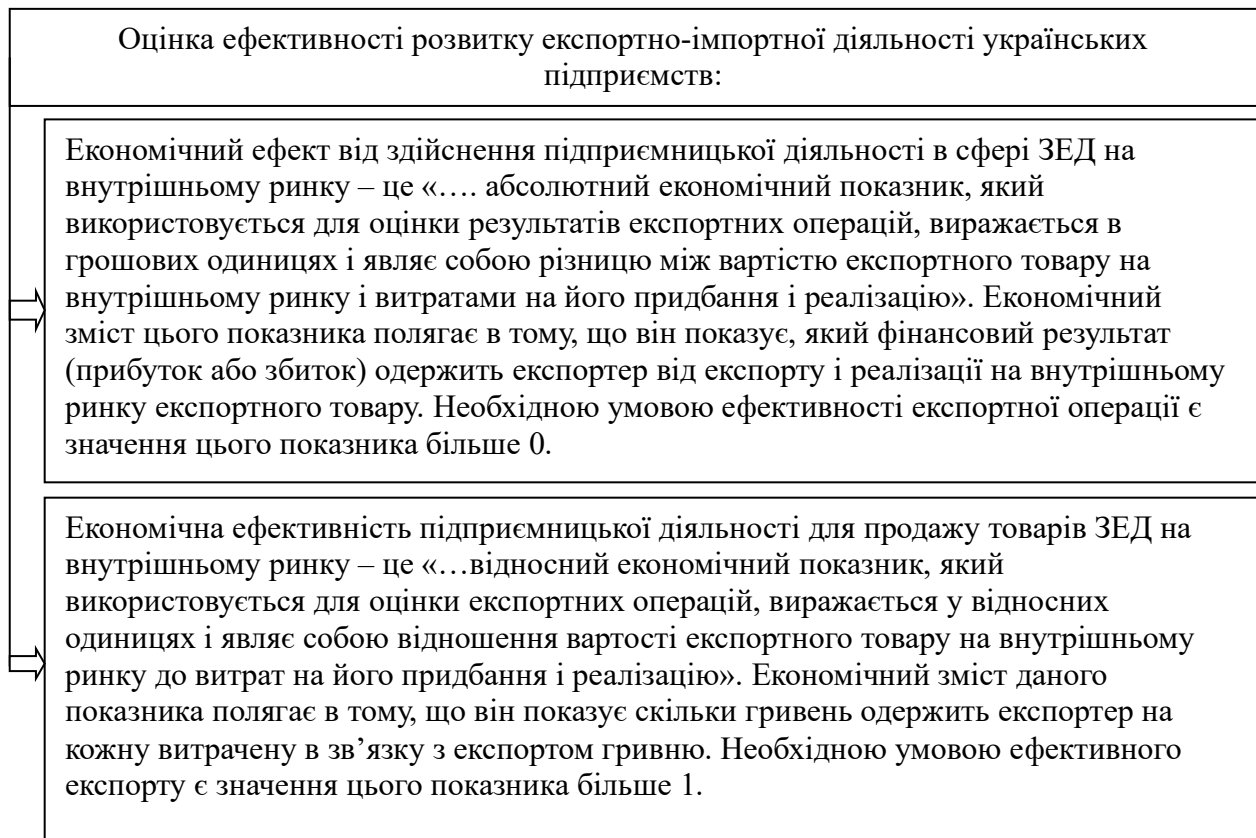 Оцінка ефективності розвитку експортно-імпортної діяльності українських
підприємств:
Економічний ефект від здійснення підприємницької діяльності в сфері ЗЕД на
внутрішньому ринку – це «…. абсолютний економічний показник, який
використовується для оцінки результатів експортних операцій, виражається в
грошових одиницях і являє собою різницю між вартістю експортного товару на
внутрішньому ринку і витратами на його придбання і реалізацію». Економічний
зміст цього показника полягає в тому, що він показує, який фінансовий результат
(прибуток або збиток) одержить експортер від експорту і реалізації на внутрішньому
ринку експортного товару. Необхідною умовою ефективності експортної операції є
значення цього показника більше 0.
Економічна ефективність підприємницької діяльності для продажу товарів ЗЕД на
внутрішньому ринку – це «…відносний економічний показник, який
використовується для оцінки експортних операцій, виражається у відносних
одиницях і являє собою відношення вартості експортного товару на внутрішньому
ринку до витрат на його придбання і реалізацію». Економічний зміст даного
показника полягає в тому, що він показує скільки гривень одержить експортер на
кожну витрачену в зв’язку з експортом гривню. Необхідною умовою ефективного
експорту є значення цього показника більше 1.